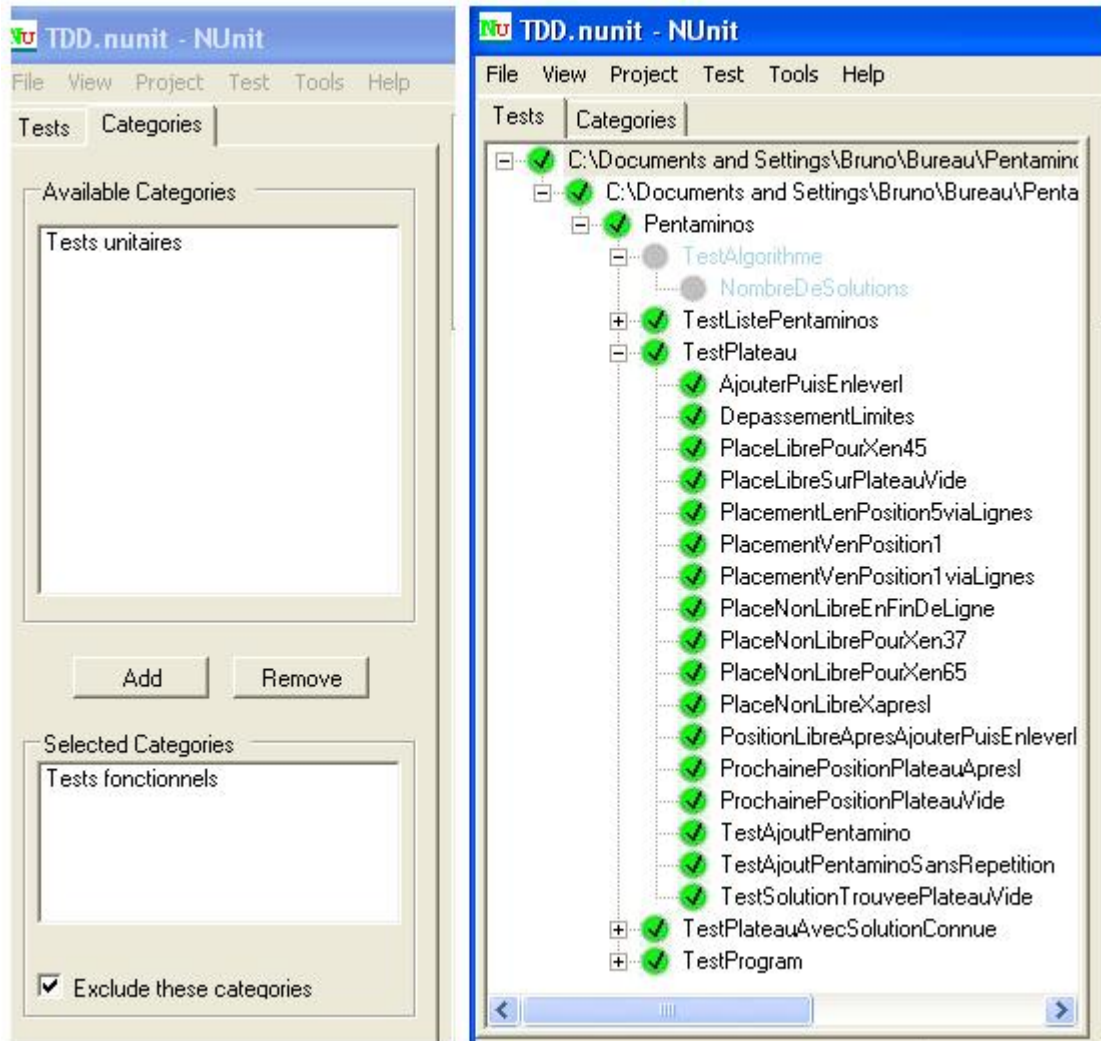 NU TDD.nunit - NUnit
File View Project Test Tools Help
Tests Categories
Available Categories
Tests unitaires
Add Remove
Selected Categories
Tests fonctionnels
Exclude these categories
NU TDD.nunit - NUnit
File View Project Test Tools Help
Tests Categories
C:\Documents and Settings\Bruno\Bureau\Pentamino
C:\Documents and Settings\Bruno\Bureau\Penta
Pentaminos
TestAlgorithme
NombreDeSolutions
TestListePentaminos
TestPlateau
AjouterPuisEnleverI
DepassementLimites
PlaceLibrePourXen45
PlaceLibreSurPlateauVide
PlacementLenPosition5viaLignes
PlacementVenPosition1
PlacementVenPosition1viaLignes
PlaceNonLibreEnFinDeLigne
PlaceNonLibrePourXen37
PlaceNonLibrePourXen65
PlaceNonLibreXapresI
PositionLibreApresAjouterPuisEnleverI
ProchainePositionPlateauApresI
ProchainePositionPlateauVide
TestAjoutPentamino
TestAjoutPentaminoSansRepetition
TestSolutionTrouveePlateauVide
TestPlateauAvecSolutionConnue
TestProgram